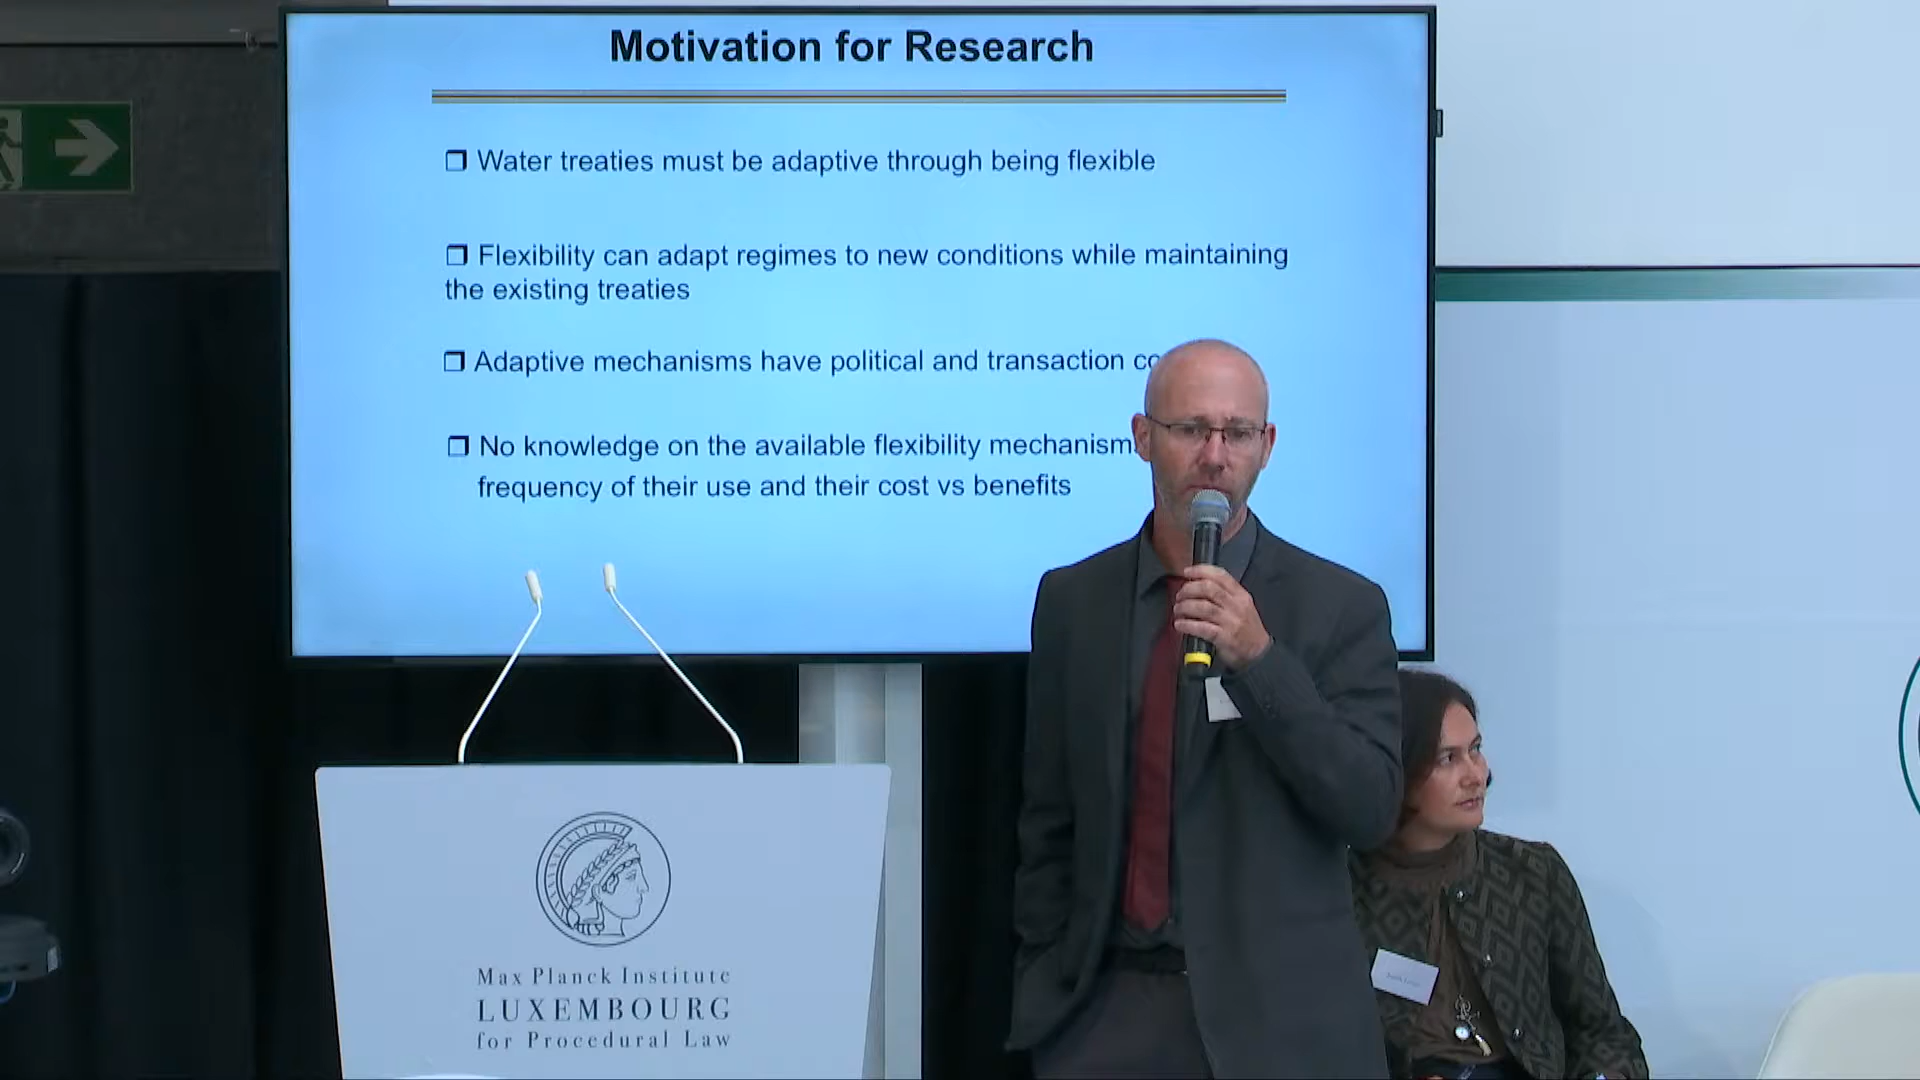 Motivation for Research
❒ Water treaties must be adaptive through being flexible
❒ Flexibility can adapt regimes to new conditions while maintaining
the existing treaties
❒ Adaptive mechanisms have political and transaction co
❒ No knowledge on the available flexibility mechanism
frequency of their use and their cost vs benefits
Max Planck Institute
LUXEMBOURG
for Procedural Law